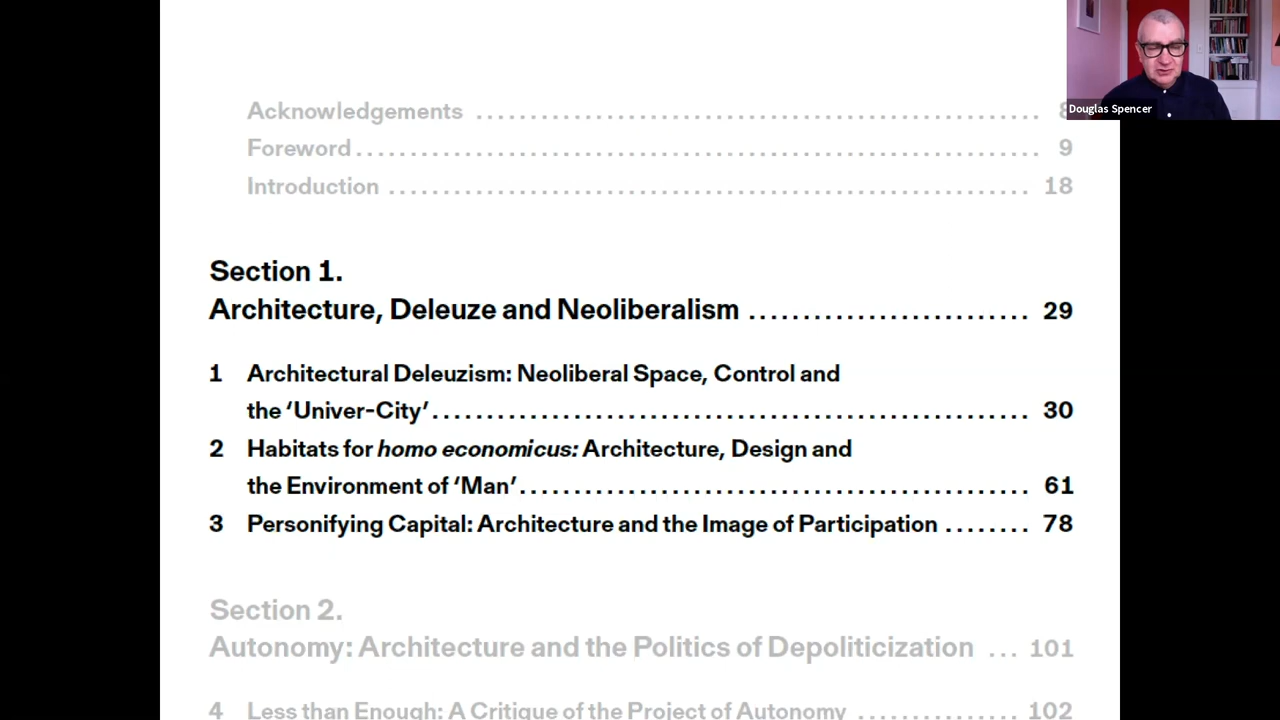 Acknowledgements ........................................ 8
Foreword ........................................ 9
Introduction ........................................ 18
Douglas Spencer
Section 1.
Architecture, Deleuze and Neoliberalism .......................... 29
1 Architectural Deleuzism: Neoliberal Space, Control and
the ‘Univer-City’ ........................................ 30
2 Habitats for homo economicus: Architecture, Design and
the Environment of ‘Man’ ........................................ 61
3 Personifying Capital: Architecture and the Image of Participation ........ 78
Section 2.
Autonomy: Architecture and the Politics of Depoliticization ... 101
4 Less than Enough: A Critique of the Project of Autonomy .............. 102